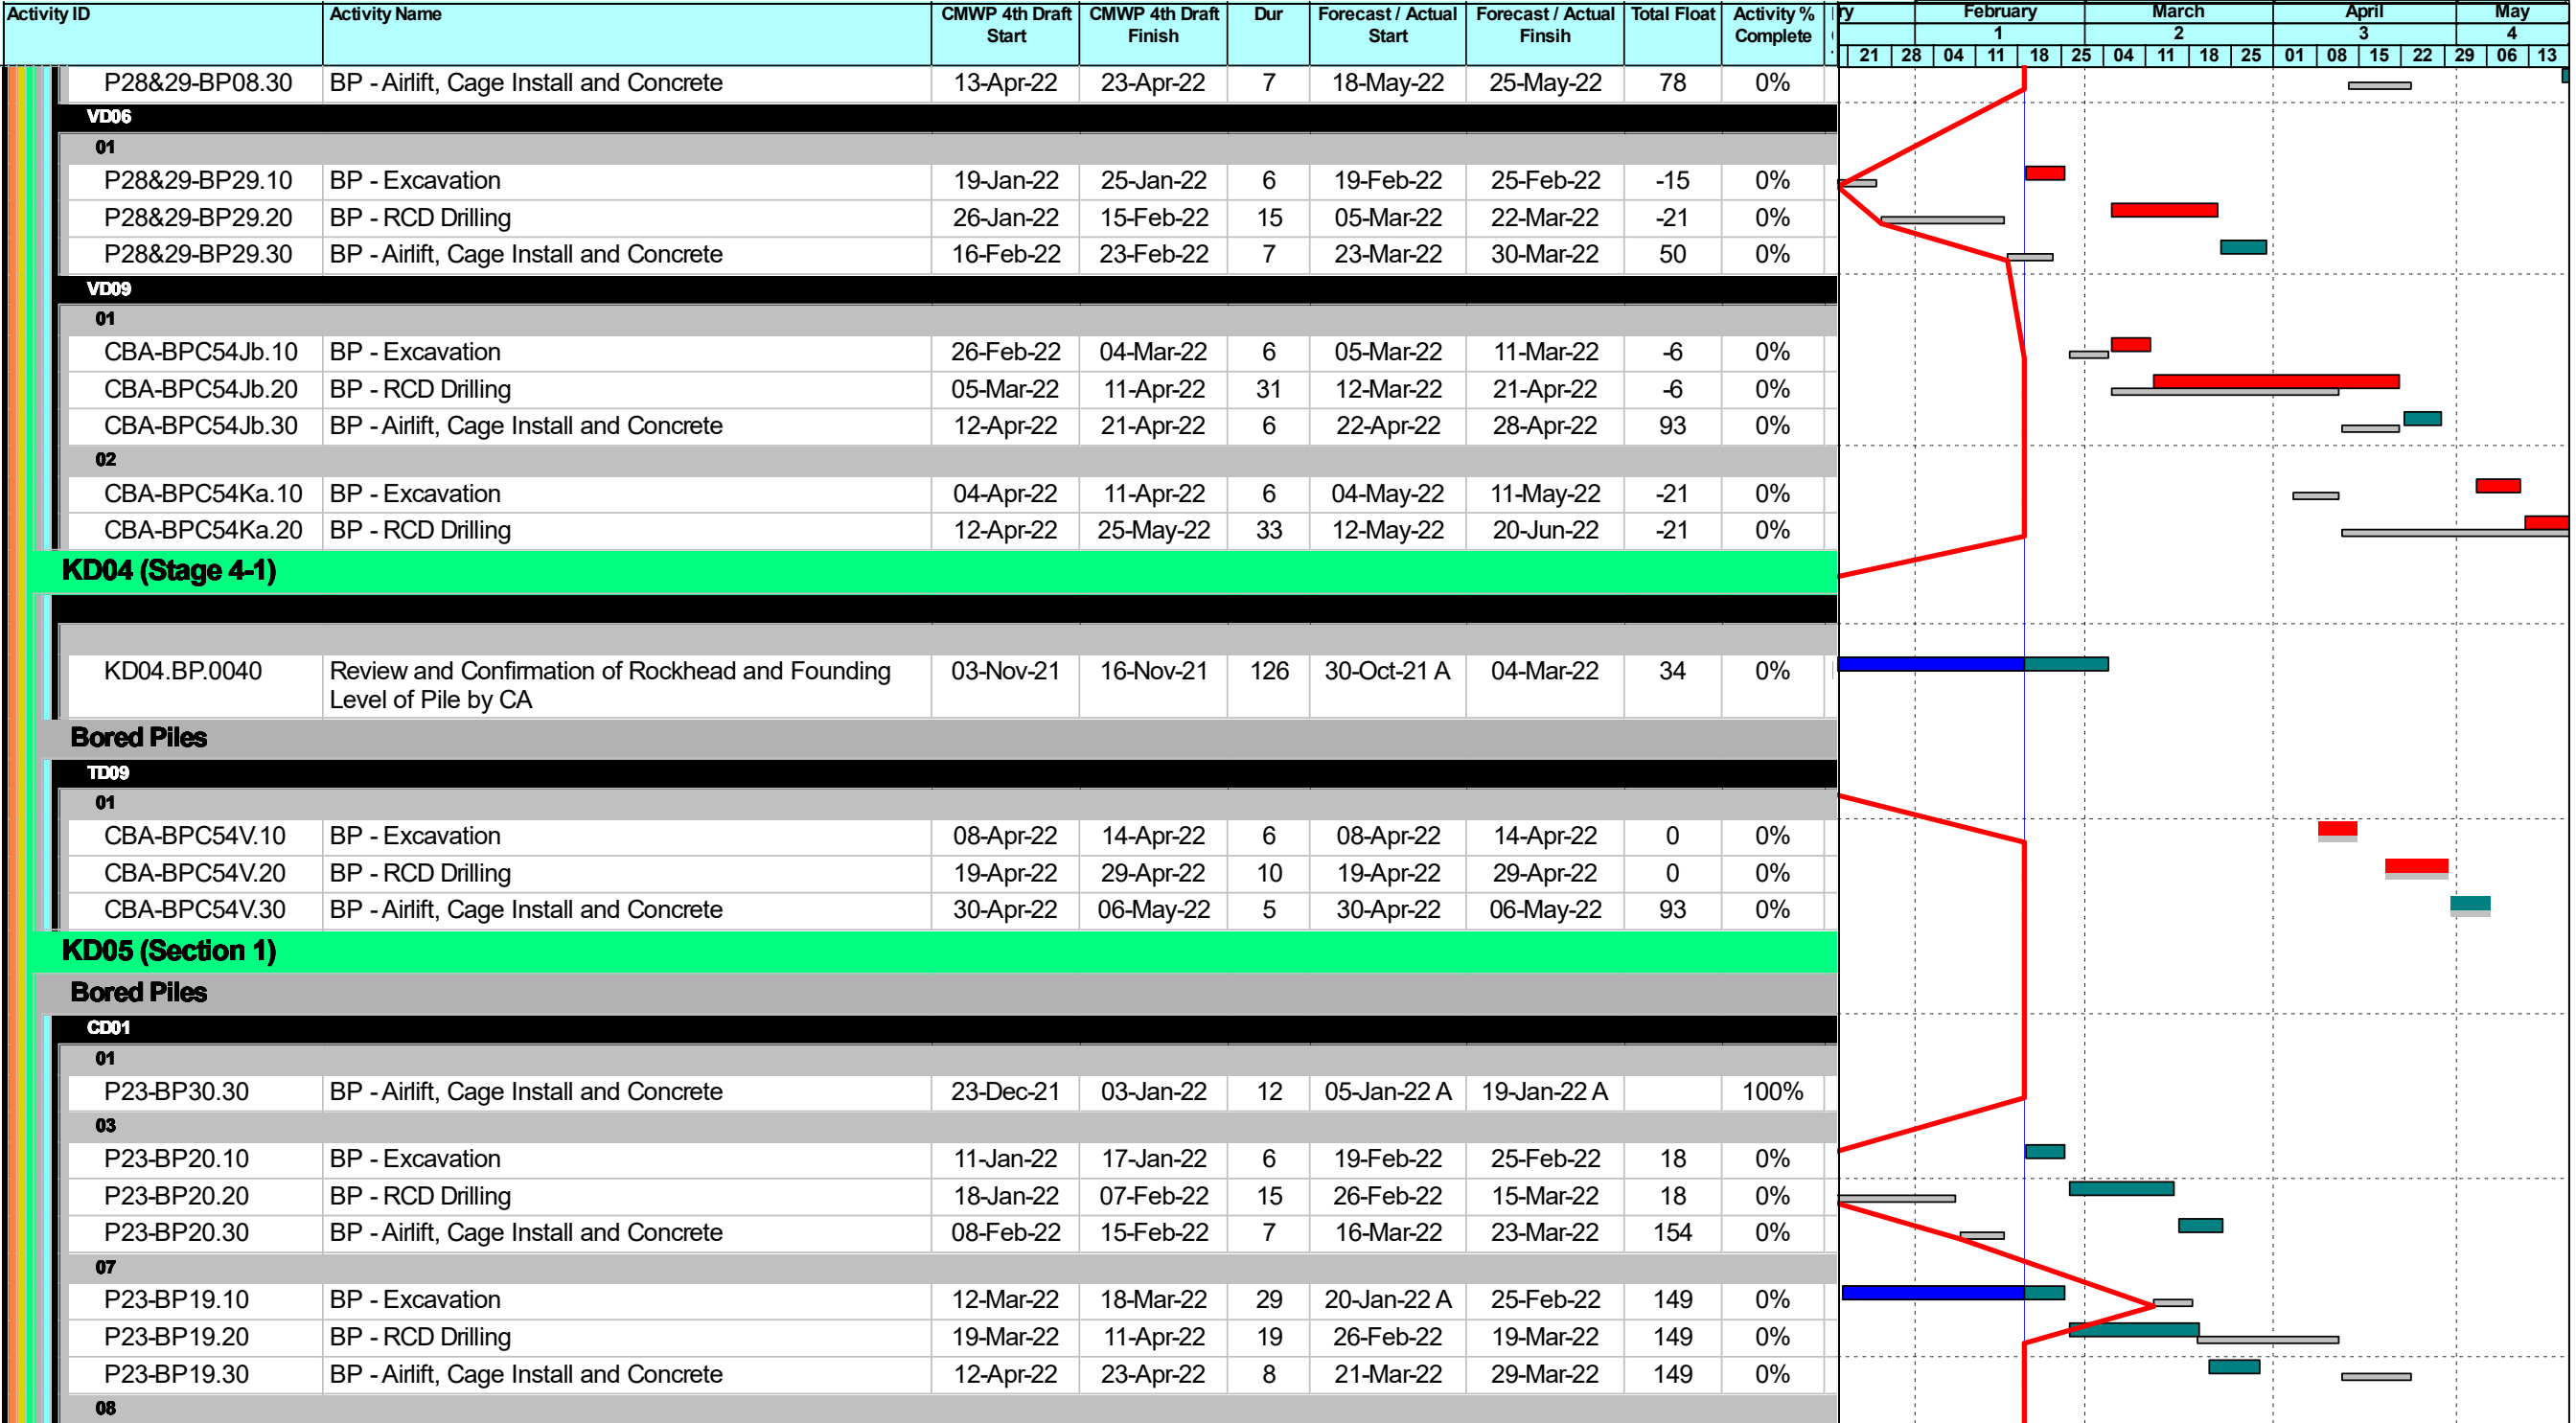 Activity ID Activity Name CMWP 4th Draft Start CMWP 4th Draft Finish Dur Forecast / Actual Start Forecast / Actual Finsih Total Float Activity % Complete
ry February March April May
1 2 3 4
21 28 04 11 18 25 04 11 18 25 01 08 15 22 29 06 13
P28&29-BP08.30 BP - Airlift, Cage Install and Concrete 13-Apr-22 23-Apr-22 7 18-May-22 25-May-22 78 0%
VD06
01
P28&29-BP29.10 BP - Excavation 19-Jan-22 25-Jan-22 6 19-Feb-22 25-Feb-22 -15 0%
P28&29-BP29.20 BP - RCD Drilling 26-Jan-22 15-Feb-22 15 05-Mar-22 22-Mar-22 -21 0%
P28&29-BP29.30 BP - Airlift, Cage Install and Concrete 16-Feb-22 23-Feb-22 7 23-Mar-22 30-Mar-22 50 0%
VD09
01
CBA-BPC54Jb.10 BP - Excavation 26-Feb-22 04-Mar-22 6 05-Mar-22 11-Mar-22 -6 0%
CBA-BPC54Jb.20 BP - RCD Drilling 05-Mar-22 11-Apr-22 31 12-Mar-22 21-Apr-22 -6 0%
CBA-BPC54Jb.30 BP - Airlift, Cage Install and Concrete 12-Apr-22 21-Apr-22 6 22-Apr-22 28-Apr-22 93 0%
02
CBA-BPC54Ka.10 BP - Excavation 04-Apr-22 11-Apr-22 6 04-May-22 11-May-22 -21 0%
CBA-BPC54Ka.20 BP - RCD Drilling 12-Apr-22 25-May-22 33 12-May-22 20-Jun-22 -21 0%
KD04 (Stage 4-1)
KD04.BP.0040 Review and Confirmation of Rockhead and Founding 03-Nov-21 16-Nov-21 126 30-Oct-21 A 04-Mar-22 34 0%
Level of Pile by CA
Bored Piles
TD09
01
CBA-BPC54V.10 BP - Excavation 08-Apr-22 14-Apr-22 6 08-Apr-22 14-Apr-22 0 0%
CBA-BPC54V.20 BP - RCD Drilling 19-Apr-22 29-Apr-22 10 19-Apr-22 29-Apr-22 0 0%
CBA-BPC54V.30 BP - Airlift, Cage Install and Concrete 30-Apr-22 06-May-22 5 30-Apr-22 06-May-22 93 0%
KD05 (Section 1)
Bored Piles
CD01
01
P23-BP30.30 BP - Airlift, Cage Install and Concrete 23-Dec-21 03-Jan-22 12 05-Jan-22 A 19-Jan-22 A 100%
03
P23-BP20.10 BP - Excavation 11-Jan-22 17-Jan-22 6 19-Feb-22 25-Feb-22 18 0%
P23-BP20.20 BP - RCD Drilling 18-Jan-22 07-Feb-22 15 26-Feb-22 15-Mar-22 18 0%
P23-BP20.30 BP - Airlift, Cage Install and Concrete 08-Feb-22 15-Feb-22 7 16-Mar-22 23-Mar-22 154 0%
07
P23-BP19.10 BP - Excavation 12-Mar-22 18-Mar-22 29 20-Jan-22 A 25-Feb-22 149 0%
P23-BP19.20 BP - RCD Drilling 19-Mar-22 11-Apr-22 19 26-Feb-22 19-Mar-22 149 0%
P23-BP19.30 BP - Airlift, Cage Install and Concrete 12-Apr-22 23-Apr-22 8 21-Mar-22 29-Mar-22 149 0%
08